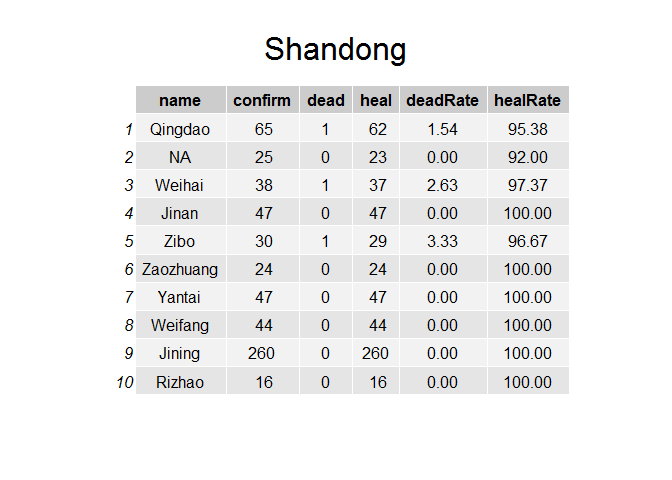 Shandong
name confirm dead heal deadRate healRate
1 Qingdao 65 1 62 1.54 95.38
2 NA 25 0 23 0.00 92.00
3 Weihai 38 1 37 2.63 97.37
4 Jinan 47 0 47 0.00 100.00
5 Zibo 30 1 29 3.33 96.67
6 Zaozhuang 24 0 24 0.00 100.00
7 Yantai 47 0 47 0.00 100.00
8 Weifang 44 0 44 0.00 100.00
9 Jining 260 0 260 0.00 100.00
10 Rizhao 16 0 16 0.00 100.00